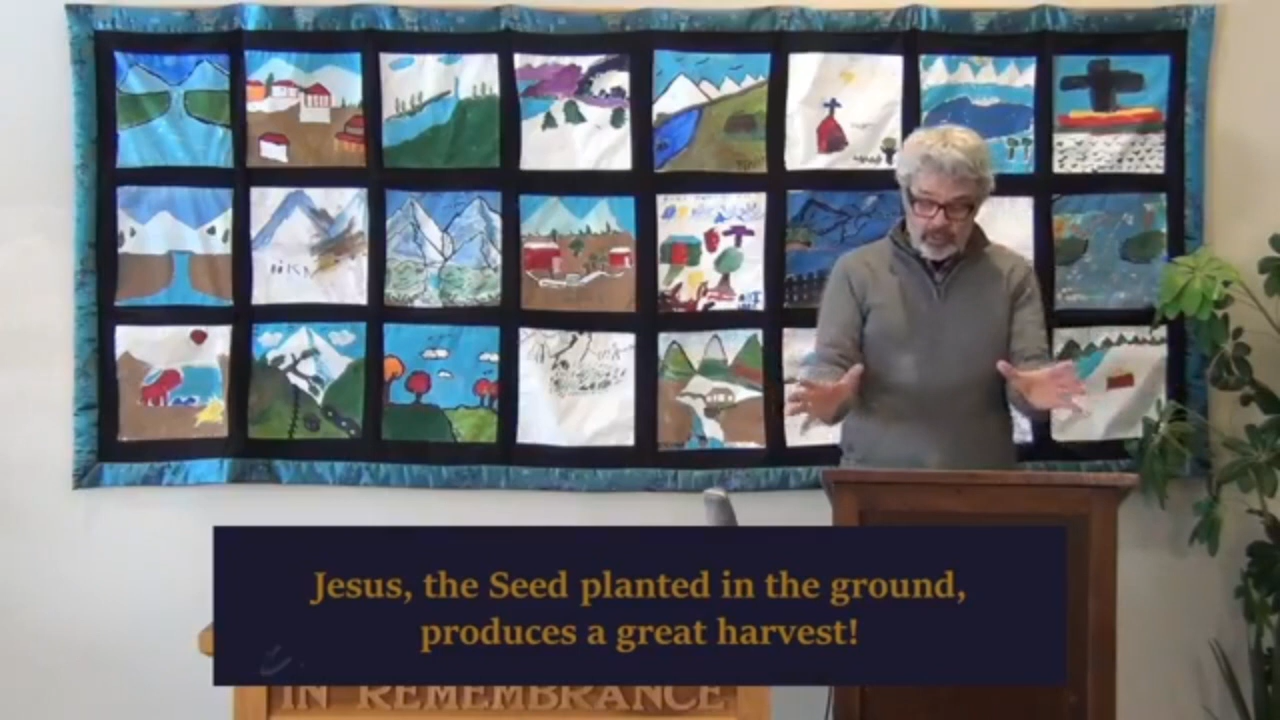 Jesus, the Seed planted in the ground,
produces a great harvest!
IN REMEMBRANCE